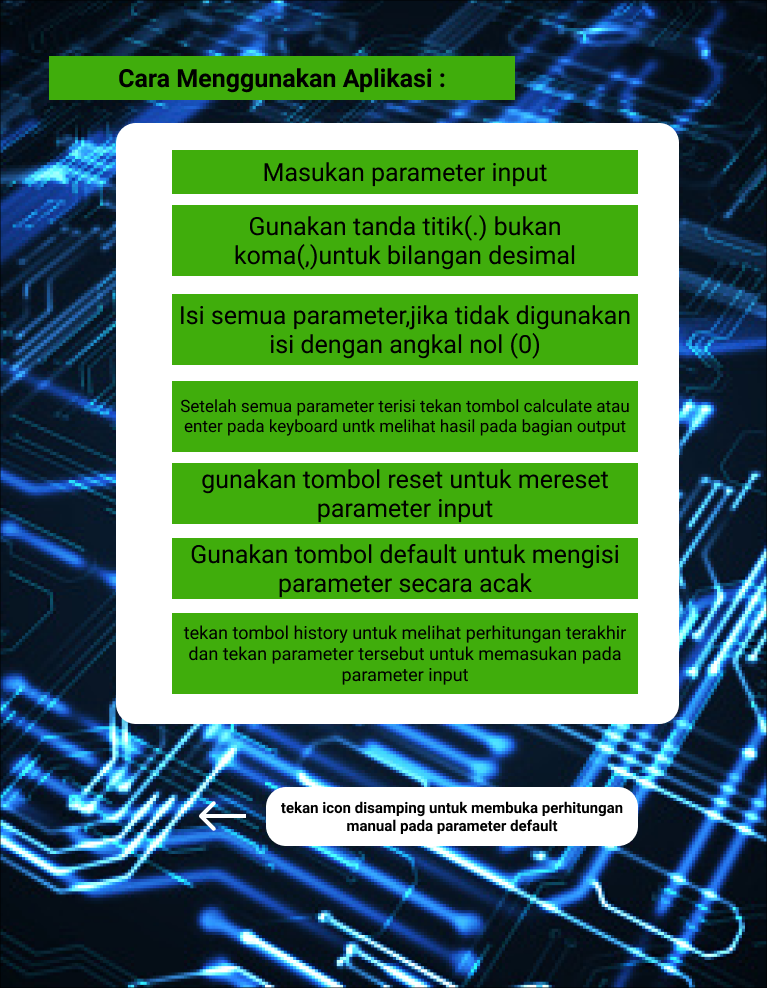 Cara Menggunakan Aplikasi :
Masukan parameter input
Gunakan tanda titik(.) bukan
koma(,)untuk bilangan desimal
Isi semua parameter,jika tidak digunakan
isi dengan angkal nol (0)
Setelah semua parameter terisi tekan tombol calculate atau
enter pada keyboard untk melihat hasil pada bagian output
gunakan tombol reset untuk mereset
parameter input
Gunakan tombol default untuk mengisi
parameter secara acak
tekan tombol history untuk melihat perhitungan terakhir
dan tekan parameter tersebut untuk memasukan pada
parameter input
tekan icon disamping untuk membuka perhitungan
manual pada parameter default